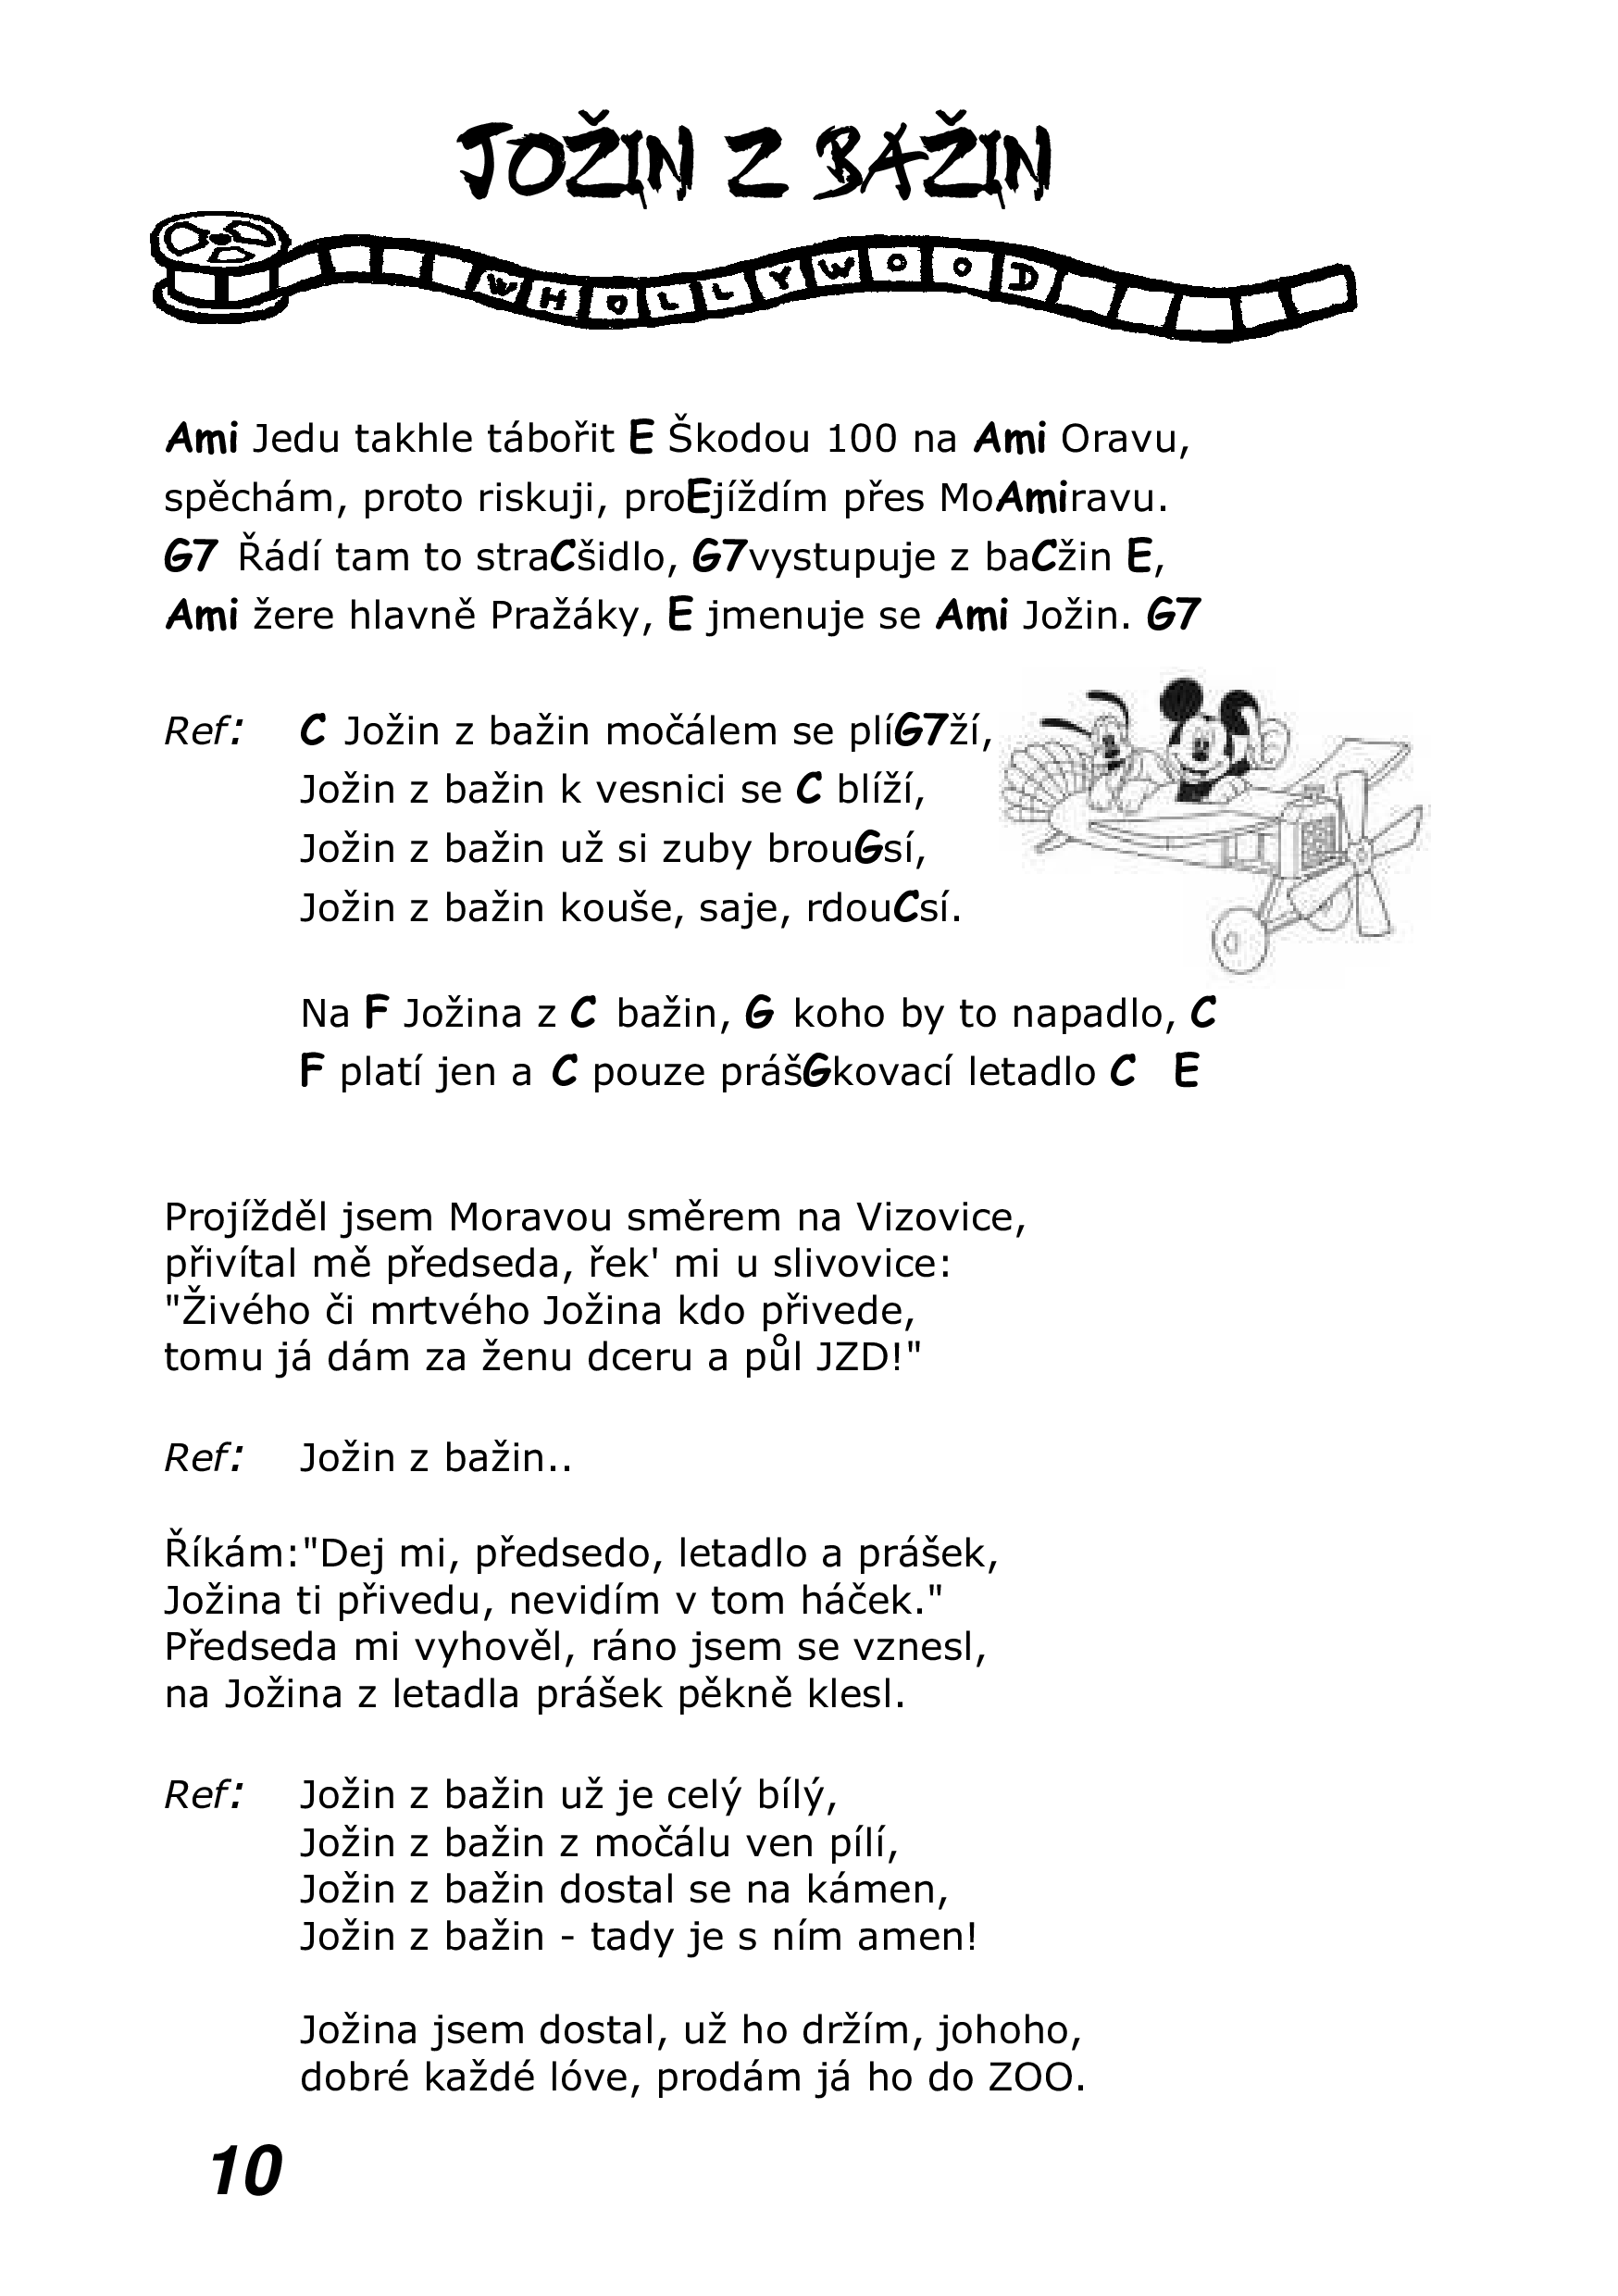 JOŽIN Z BAŽIN
WHOLLYWOOD
Ami Jedu takhle tábořit E Škodou 100 na Ami Oravu,
spěchám, proto riskuji, proEjíždím přes MoAmiravu.
G7 Řádí tam to straCšidlo, G7vystupuje z baCžin E,
Ami žere hlavně Pražáky, E jmenuje se Ami Jožin. G7
Ref: C Jožin z bažin močálem se plíG7ží,
Jožin z bažin k vesnici se C blíží,
Jožin z bažin už si zuby brouGsí,
Jožin z bažin kouše, saje, rdouCsí.
Na F Jožina z C bažin, G koho by to napadlo, C
F platí jen a C pouze prášGkovací letadlo C E
Projížděl jsem Moravou směrem na Vizovice,
přivítal mě předseda, řek' mi u slivovice:
"Živého či mrtvého Jožina kdo přivede,
tomu já dám za ženu dceru a půl JZD!"
Ref: Jožin z bažin..
Říkám:"Dej mi, předsedo, letadlo a prášek,
Jožina ti přivedu, nevidím v tom háček."
Předseda mi vyhověl, ráno jsem se vznesl,
na Jožina z letadla prášek pěkně klesl.
Ref: Jožin z bažin už je celý bílý,
Jožin z bažin z močálu ven pílí,
Jožin z bažin dostal se na kámen,
Jožin z bažin - tady je s ním amen!
Jožina jsem dostal, už ho držím, johoho,
dobré každé lóve, prodám já ho do ZOO.
10